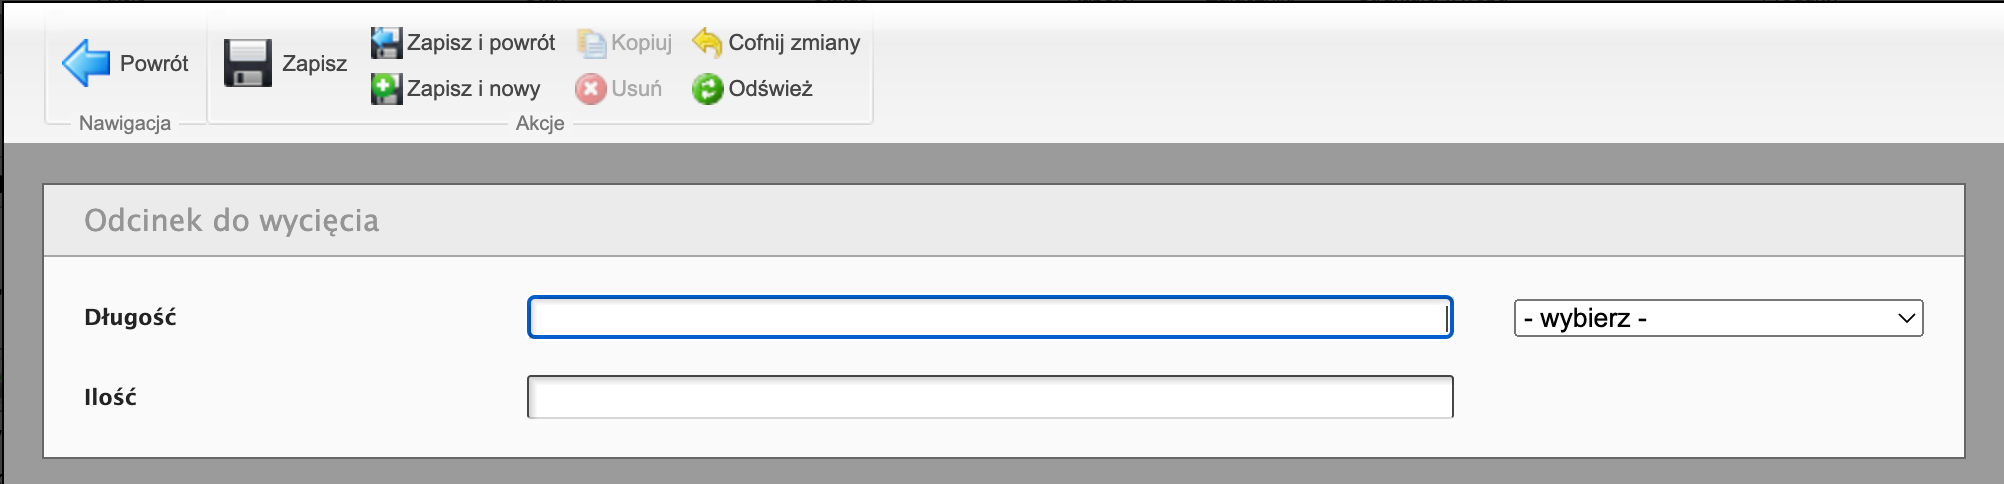 Powrót
Zapisz
Zapisz i powrót
Kopiuj
Cofnij zmiany
Zapisz i nowy
Usuń
Odśwież
Nawigacja
Akcje
Odcinek do wycięcia
Długość
- wybierz -
Ilość